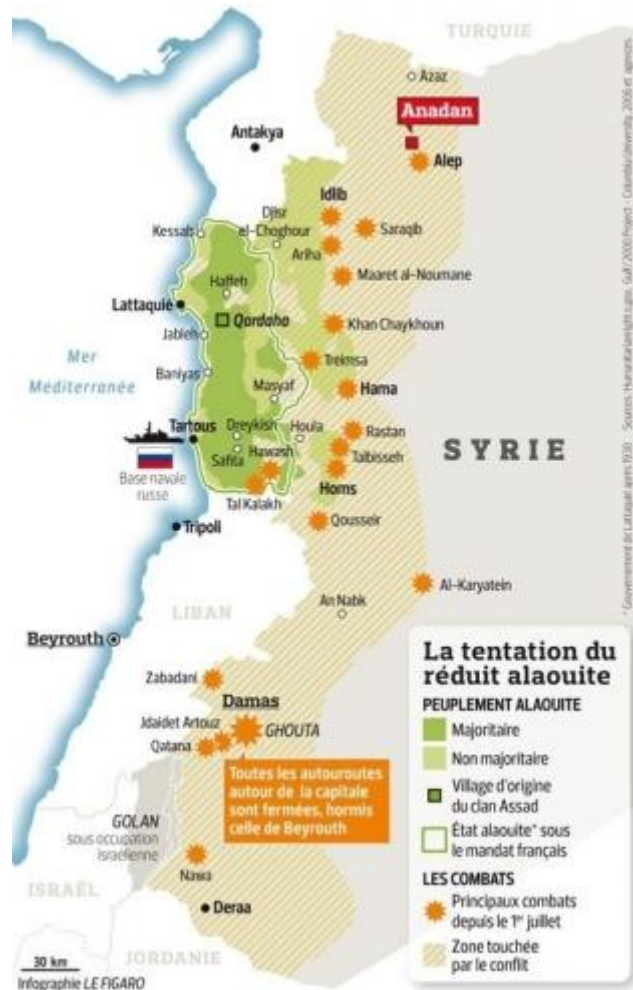 TURQUIE
Azaz
Anadan
Antakya
Alep
Idlib
Djisr
el-Choghour
Kessab
Saraqib
Ariha
Maaret al-Noumane
Haffeh
Lattaquié
Qardaha
Khan Chaykhoun
Jableh
Mer
Méditerranée
Treimsa
Baniyas
Masyaf
Hama
Dreykish
Houla
Rastan
Tartous
Hawash
Talbisseh
SYRIE
Safita
Base navale
russe
Homs
Tal Kalakh
Tripoli
Qousseir
Al-Karyatein
An Nabk
LIBAN
Beyrouth
Zabadani
Damas
Jdaidet Artouz
GHOUTA
Qatana
Toutes les autouroutes
autour de la capitale
sont fermées, hormis
celle de Beyrouth
GOLAN
sous occupation
israélienne
ISRAËL
Nawa
Deraa
JORDANIE
30 km
Infographie LE FIGARO
La tentation du
réduit alaouite
PEUPLEMENT ALAOUITE
Majoritaire
Non majoritaire
Village d'origine
du clan Assad
État alaouite* sous
le mandat français
LES COMBATS
Principaux combats
depuis le 1er juillet
Zone touchée
par le conflit